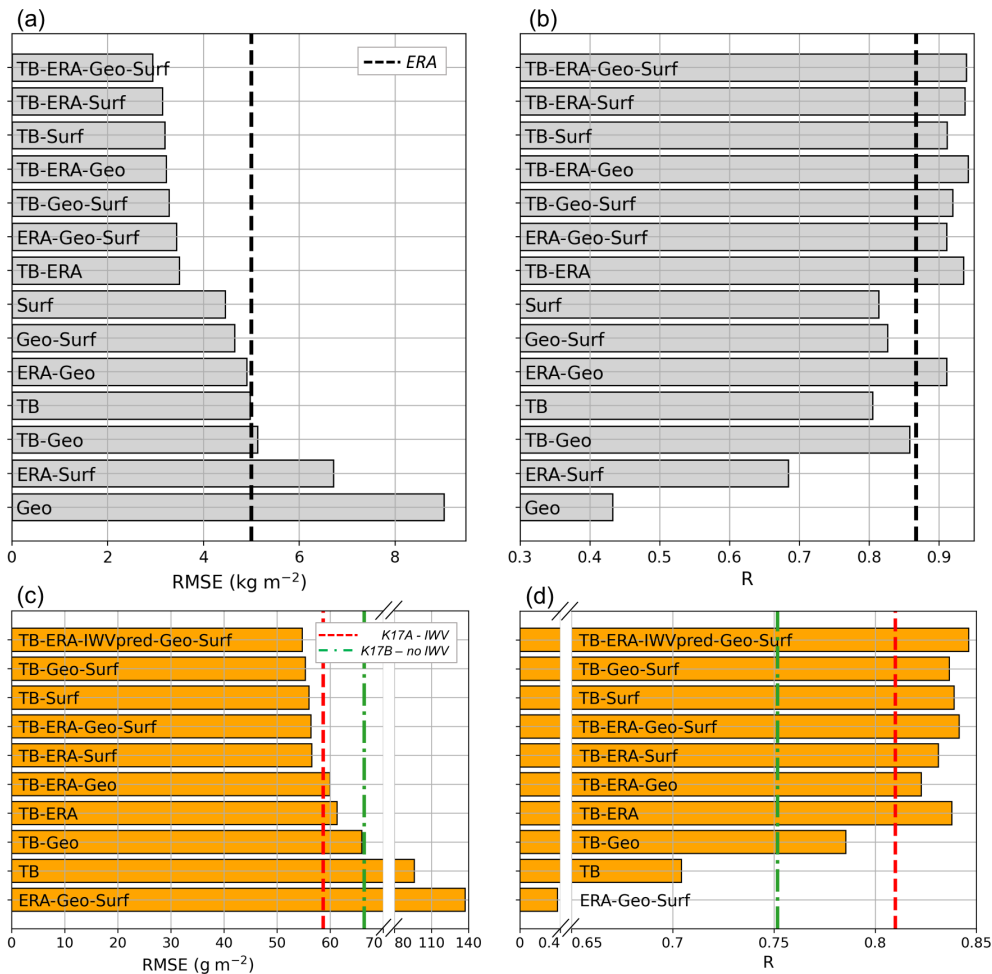 (a)
TB-ERA-Geo-Surf
TB-ERA-Surf
TB-Surf
TB-ERA-Geo
TB-Geo-Surf
ERA-Geo-Surf
TB-ERA
Surf
Geo-Surf
ERA-Geo
TB
TB-Geo
ERA-Surf
Geo
ERA
0 2 4 6 8
RMSE (kg m⁻²)
(b)
TB-ERA-Geo-Surf
TB-ERA-Surf
TB-Surf
TB-ERA-Geo
TB-Geo-Surf
ERA-Geo-Surf
TB-ERA
Surf
Geo-Surf
ERA-Geo
TB
TB-Geo
ERA-Surf
Geo
0.3 0.4 0.5 0.6 0.7 0.8 0.9
R
(c)
TB-ERA-IWVpred-Geo-Surf
TB-Geo-Surf
TB-Surf
TB-ERA-Geo-Surf
TB-ERA-Surf
TB-ERA-Geo
TB-ERA
TB-Geo
TB
ERA-Geo-Surf
K17A - IWV
K17B – no IWV
0 10 20 30 40 50 60 70 80 110 140
RMSE (g m⁻²)
(d)
TB-ERA-IWVpred-Geo-Surf
TB-Geo-Surf
TB-Surf
TB-ERA-Geo-Surf
TB-ERA-Surf
TB-ERA-Geo
TB-ERA
TB-Geo
TB
ERA-Geo-Surf
0 0.4 0.65 0.7 0.75 0.8 0.85
R